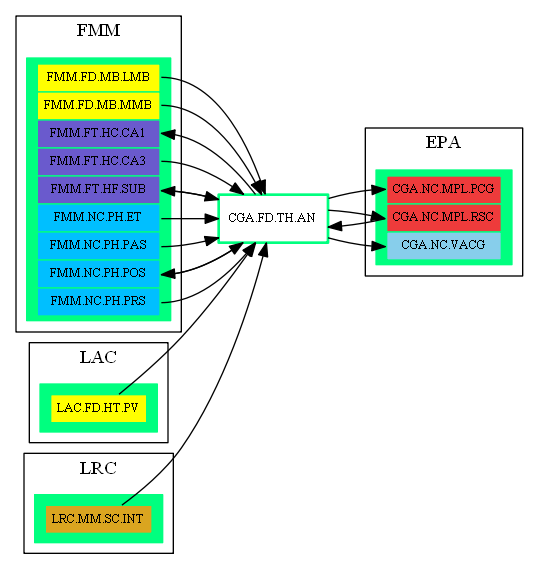 FMM
FMM.FD.MB.LMB
FMM.FD.MB.MMB
FMM.FT.HC.CA1
FMM.FT.HC.CA3
FMM.FT.HF.SUB
FMM.NC.PH.ET
FMM.NC.PH.PAS
FMM.NC.PH.POS
FMM.NC.PH.PRS
LAC
LAC.FD.HT.PV
LRC
LRC.MM.SC.INT
CGA.FD.TH.AN
EPA
CGA.NC.MPL.PCG
CGA.NC.MPL.RSC
CGA.NC.VACG